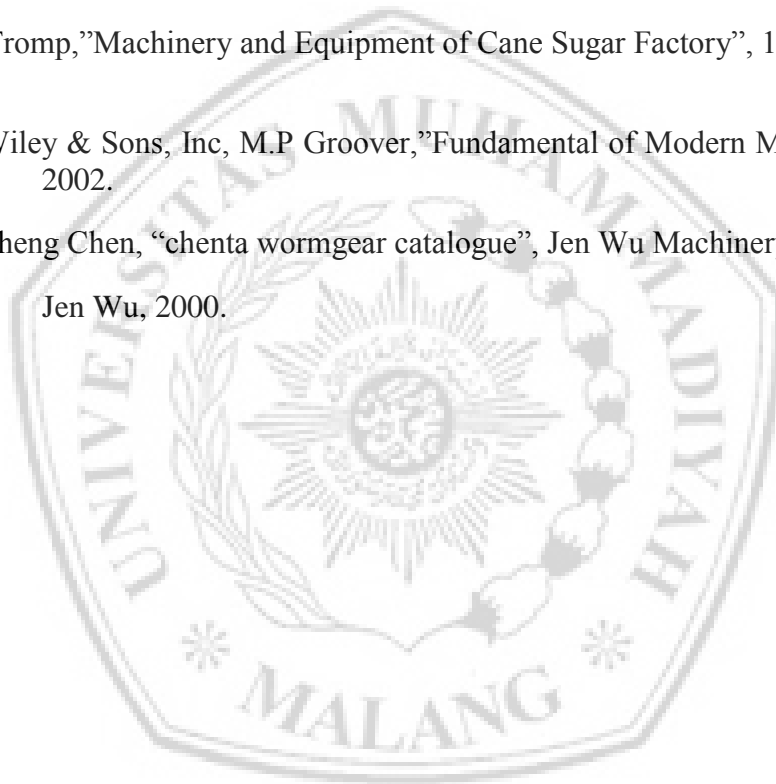 Tromp,”Machinery and Equipment of Cane Sugar Factory”, 1
Wiley & Sons, Inc, M.P Groover,”Fundamental of Modern M
2002.
heng Chen, “chenta wormgear catalogue”, Jen Wu Machinery
Jen Wu, 2000.
UNIVERSITAS MUHAMMADIYAH
MALANG